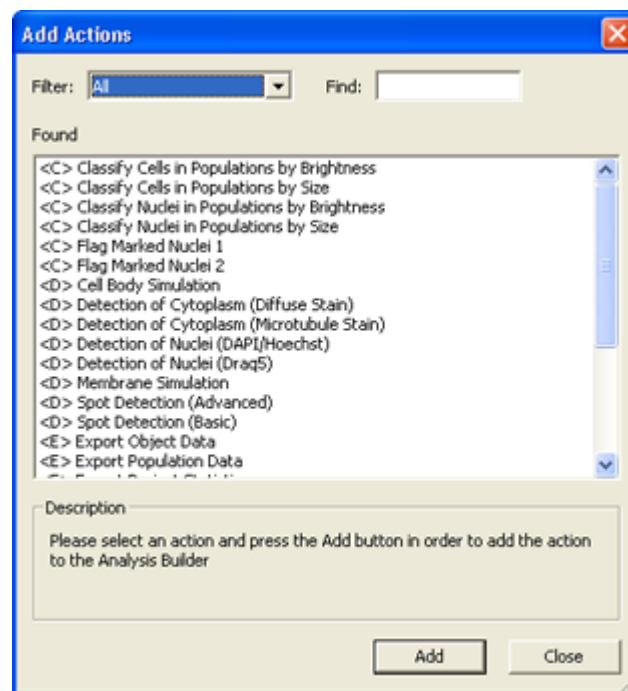 Add Actions
Filter: All Find:
Found
<C> Classify Cells in Populations by Brightness
<C> Classify Cells in Populations by Size
<C> Classify Nuclei in Populations by Brightness
<C> Classify Nuclei in Populations by Size
<C> Flag Marked Nuclei 1
<C> Flag Marked Nuclei 2
<D> Cell Body Simulation
<D> Detection of Cytoplasm (Diffuse Stain)
<D> Detection of Cytoplasm (Microtubule Stain)
<D> Detection of Nuclei (DAPI/Hoechst)
<D> Detection of Nuclei (Draq5)
<D> Membrane Simulation
<D> Spot Detection (Advanced)
<D> Spot Detection (Basic)
<E> Export Object Data
<E> Export Population Data
Description
Please select an action and press the Add button in order to add the action
to the Analysis Builder
Add Close